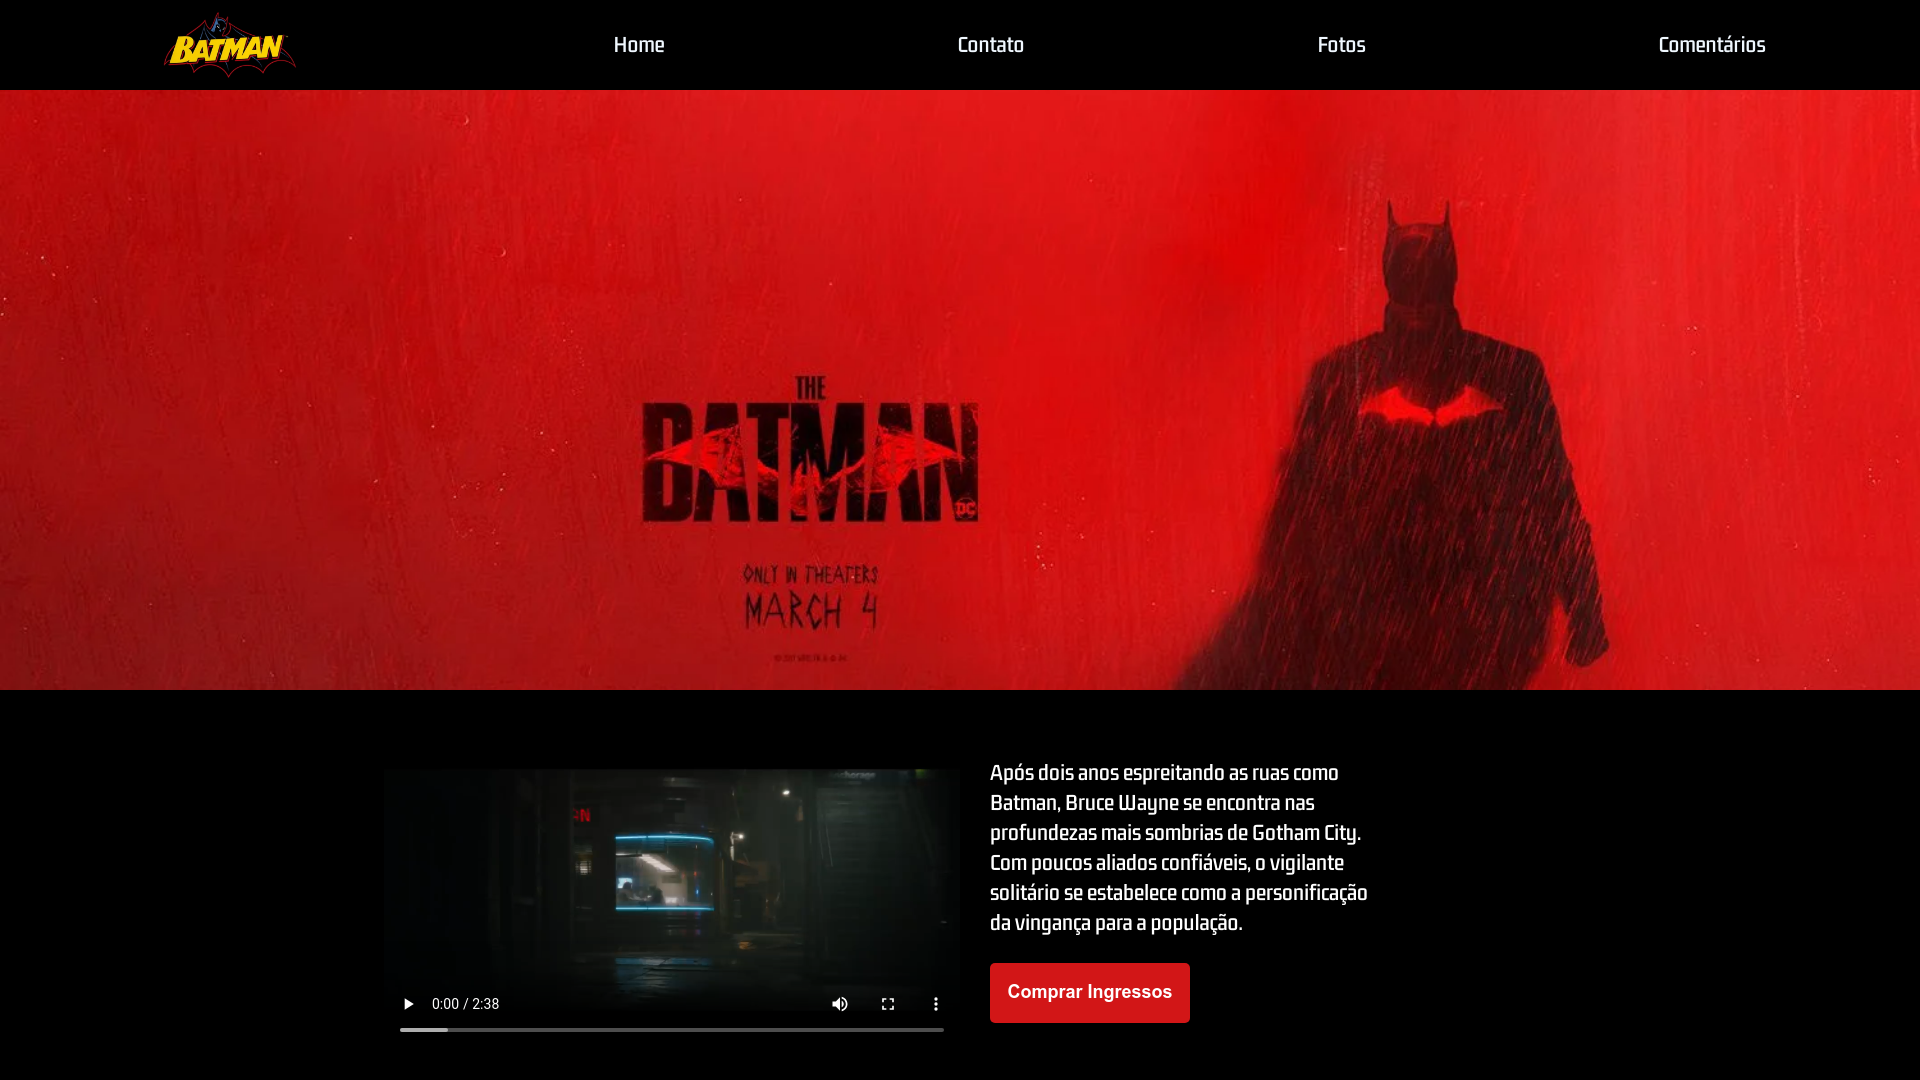 BATMAN
Home
Contato
Fotos
Comentários
THE
BATMAN
DC
ONLY IN THEATERS
MARCH 4
Após dois anos espreitando as ruas como
Batman, Bruce Wayne se encontra nas
profundezas mais sombrias de Gotham City.
Com poucos aliados confiáveis, o vigilante
solitário se estabelece como a personificação
da vingança para a população.
0:00 / 2:38
Comprar Ingressos